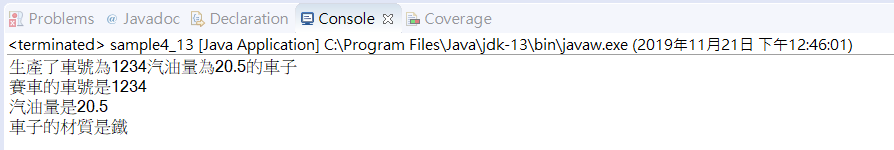 Problems @ Javadoc Declaration Console Coverage
<terminated> sample4_13 [Java Application] C:\Program Files\Java\jdk-13\bin\javaw.exe (2019年11月21日 下午12:46:01)
生產了車號為1234汽油量為20.5的車子
賽車的車號是1234
汽油量是20.5
車子的材質是鐵